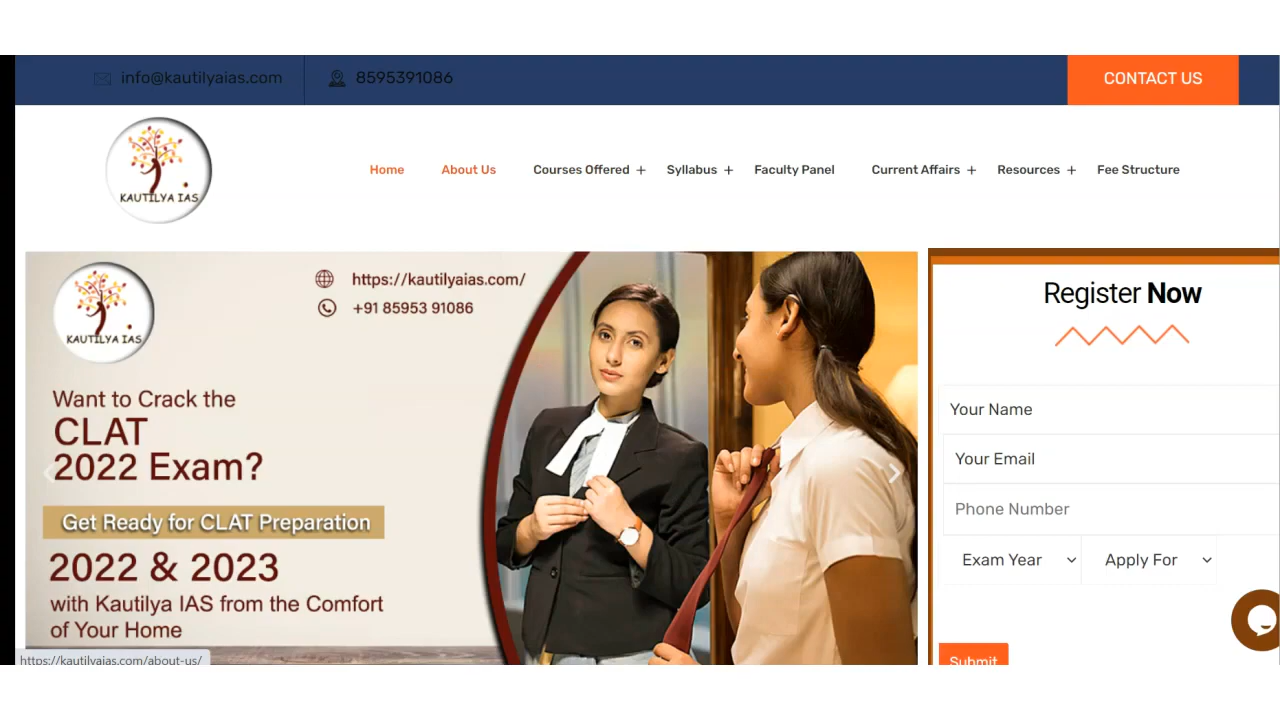 info@kautilyaias.com
8595391086
CONTACT US
KAUTILYA IAS
Home
About Us
Courses Offered +
Syllabus +
Faculty Panel
Current Affairs +
Resources +
Fee Structure
KAUTILYA IAS
https://kautilyaias.com/
+91 85953 91086
Want to Crack the
CLAT
2022 Exam?
Get Ready for CLAT Preparation
2022 & 2023
with Kautilya IAS from the Comfort
of Your Home
Register Now
Your Name
Your Email
Phone Number
Exam Year
Apply For
Submit
https://kautilyaias.com/about-us/